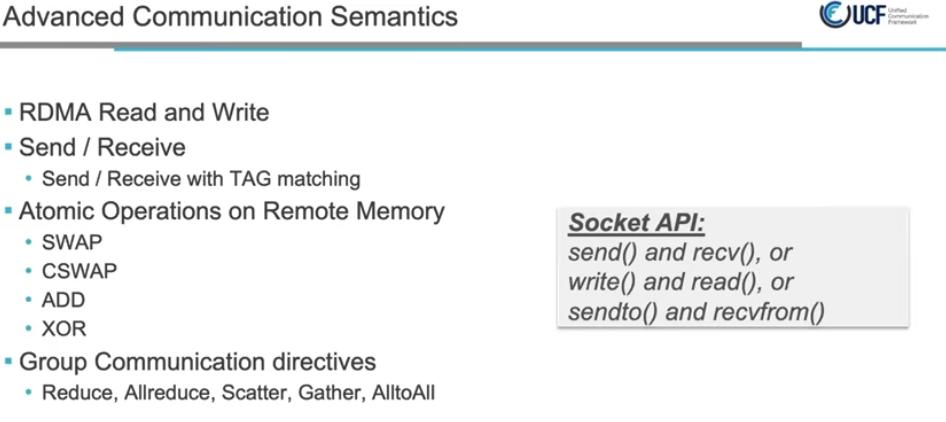 Advanced Communication Semantics
UCF
Unified
Communication
Framework
RDMA Read and Write
Send / Receive
Send / Receive with TAG matching
Atomic Operations on Remote Memory
SWAP
CSWAP
ADD
XOR
Group Communication directives
Reduce, Allreduce, Scatter, Gather, AlltoAll
Socket API:
send() and recv(), or
write() and read(), or
sendto() and recvfrom()